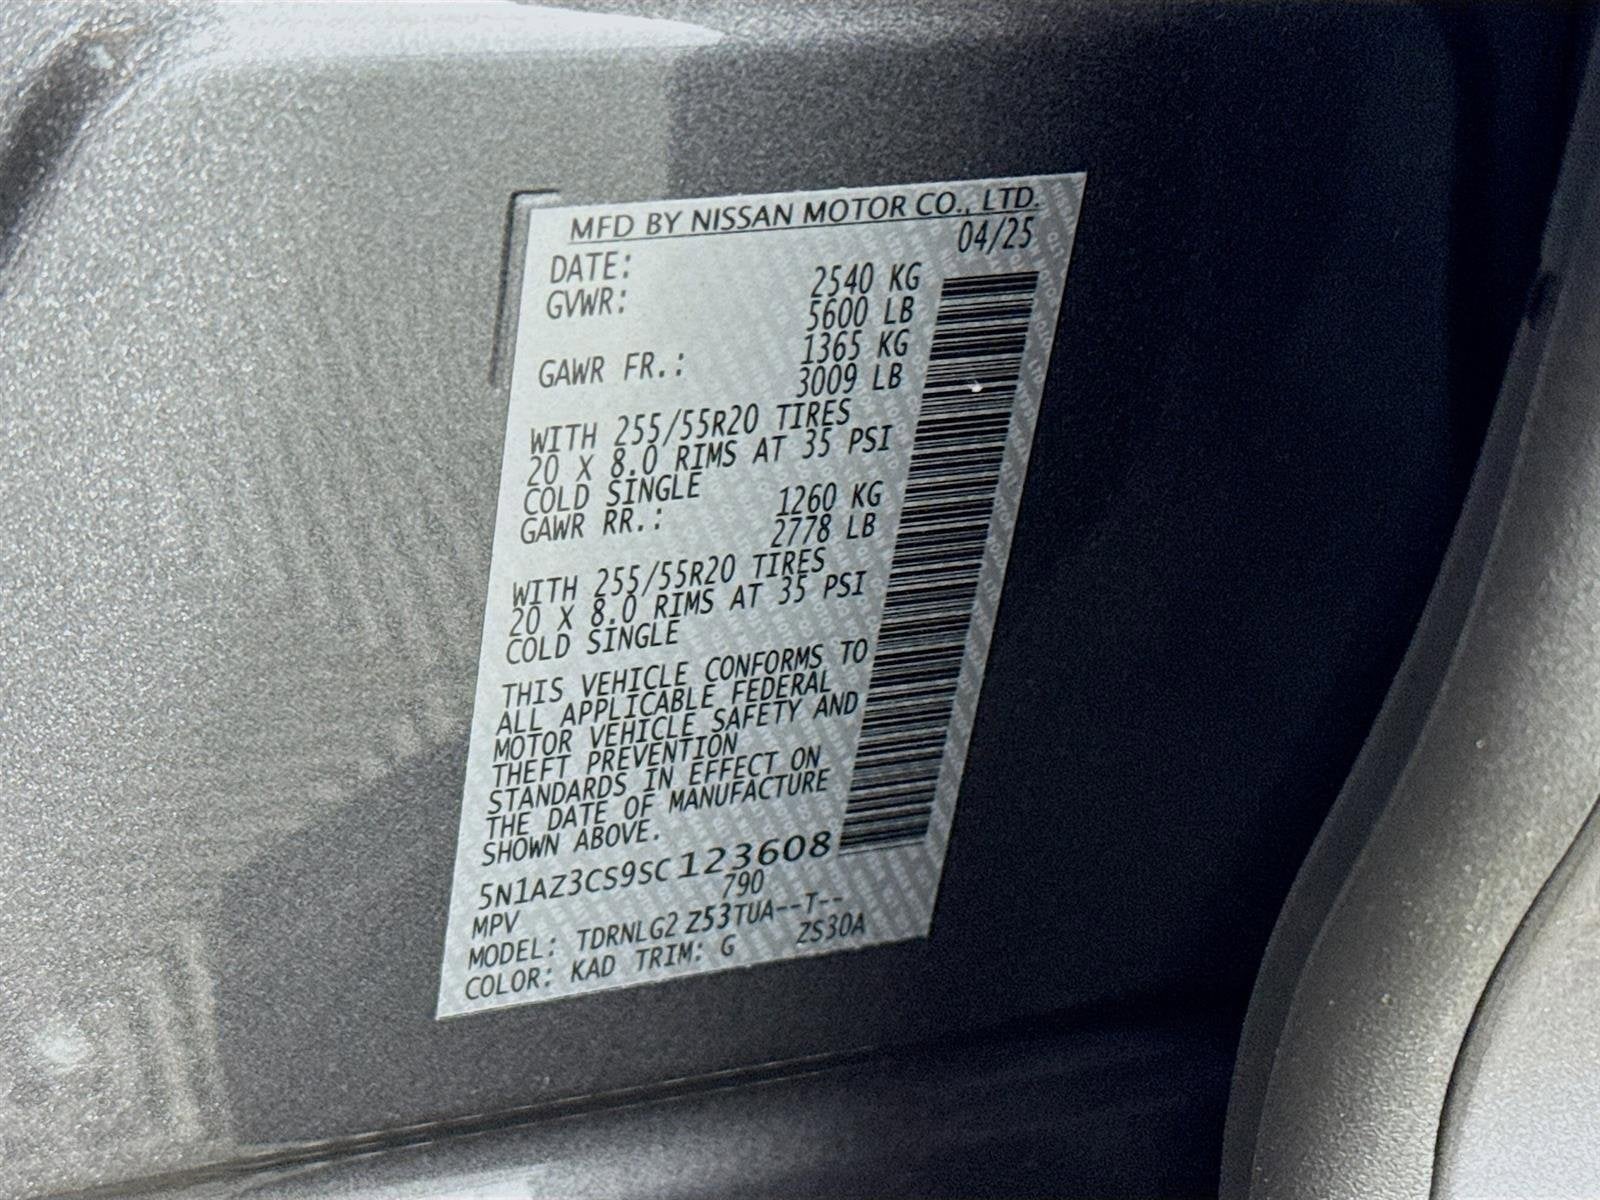 MFD BY NISSAN MOTOR CO., LTD.
DATE: 04/25
GVWR: 2540 KG
5600 LB
GAWR FR.: 1365 KG
3009 LB
WITH 255/55R20 TIRES
20 X 8.0 RIMS AT 35 PSI
COLD SINGLE
GAWR RR.: 1260 KG
2778 LB
WITH 255/55R20 TIRES
20 X 8.0 RIMS AT 35 PSI
COLD SINGLE
THIS VEHICLE CONFORMS TO
ALL APPLICABLE FEDERAL
MOTOR VEHICLE SAFETY AND
THEFT PREVENTION
STANDARDS IN EFFECT ON
THE DATE OF MANUFACTURE
SHOWN ABOVE.
5N1AZ3CS9SC123608
MPV 790
MODEL: TDRNLG2 Z53TUA--T--
COLOR: KAD TRIM: G ZS30A